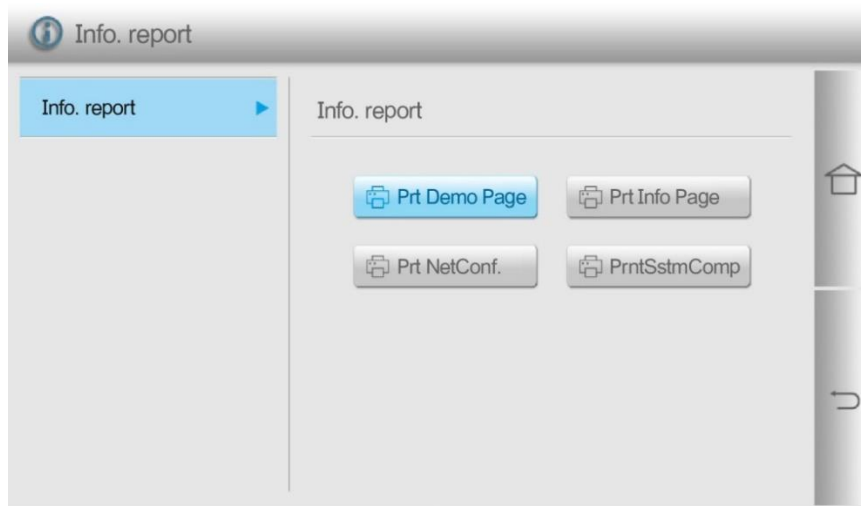 Info. report
Info. report
Info. report
Prt Demo Page
Prt Info Page
Prt NetConf.
PrntSstmComp